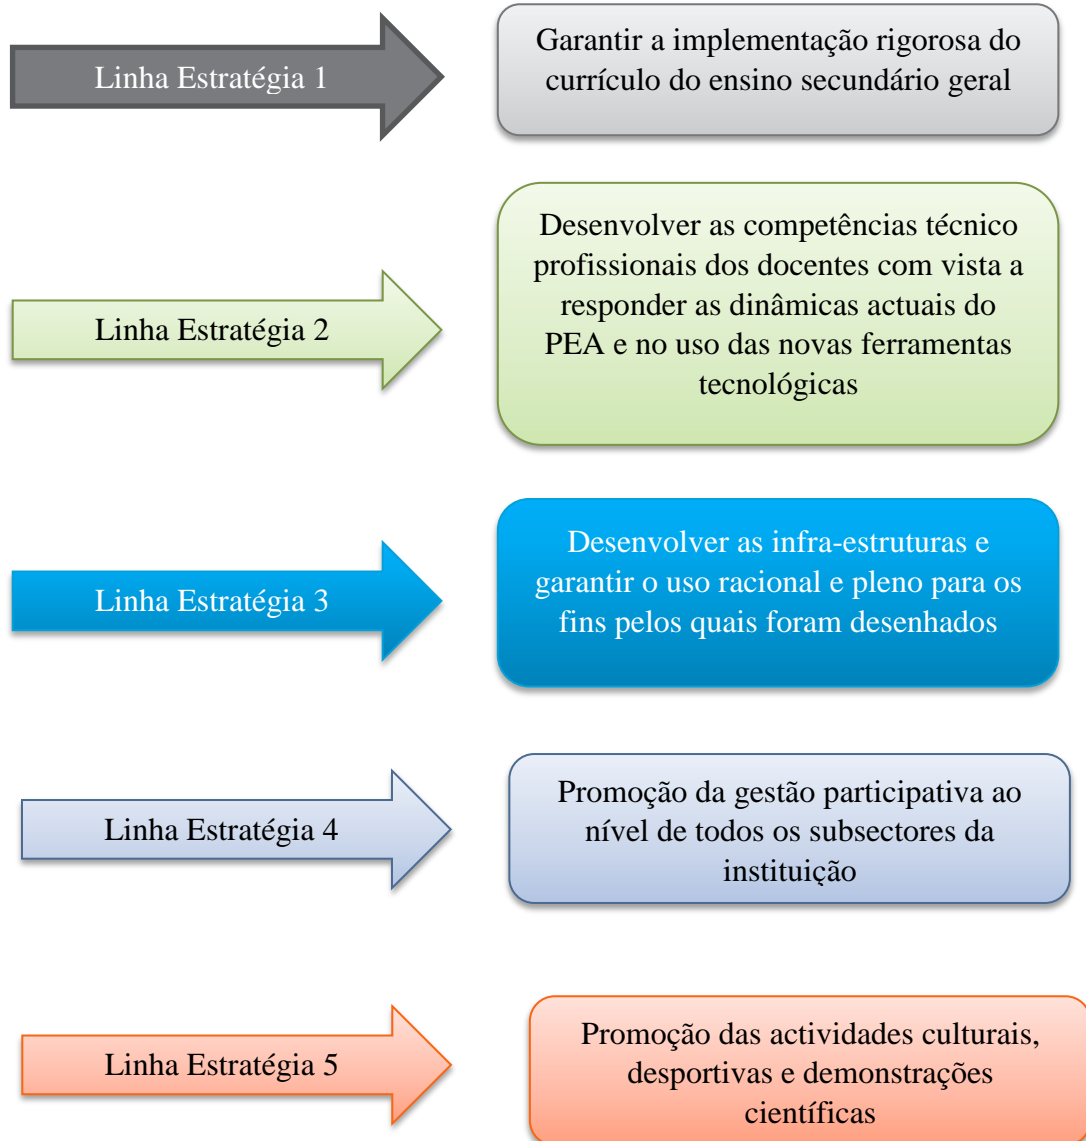 Linha Estratégia 1
Garantir a implementação rigorosa do
currículo do ensino secundário geral
Linha Estratégia 2
Desenvolver as competências técnico
profissionais dos docentes com vista a
responder as dinâmicas actuais do
PEA e no uso das novas ferramentas
tecnológicas
Linha Estratégia 3
Desenvolver as infra-estruturas e
garantir o uso racional e pleno para os
fins pelos quais foram desenhados
Linha Estratégia 4
Promoção da gestão participativa ao
nível de todos os subsectores da
instituição
Linha Estratégia 5
Promoção das actividades culturais,
desportivas e demonstrações
científicas